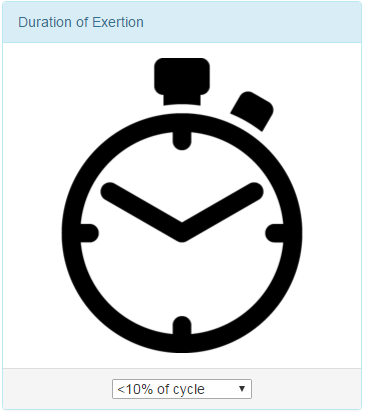 Duration of Exertion
<10% of cycle